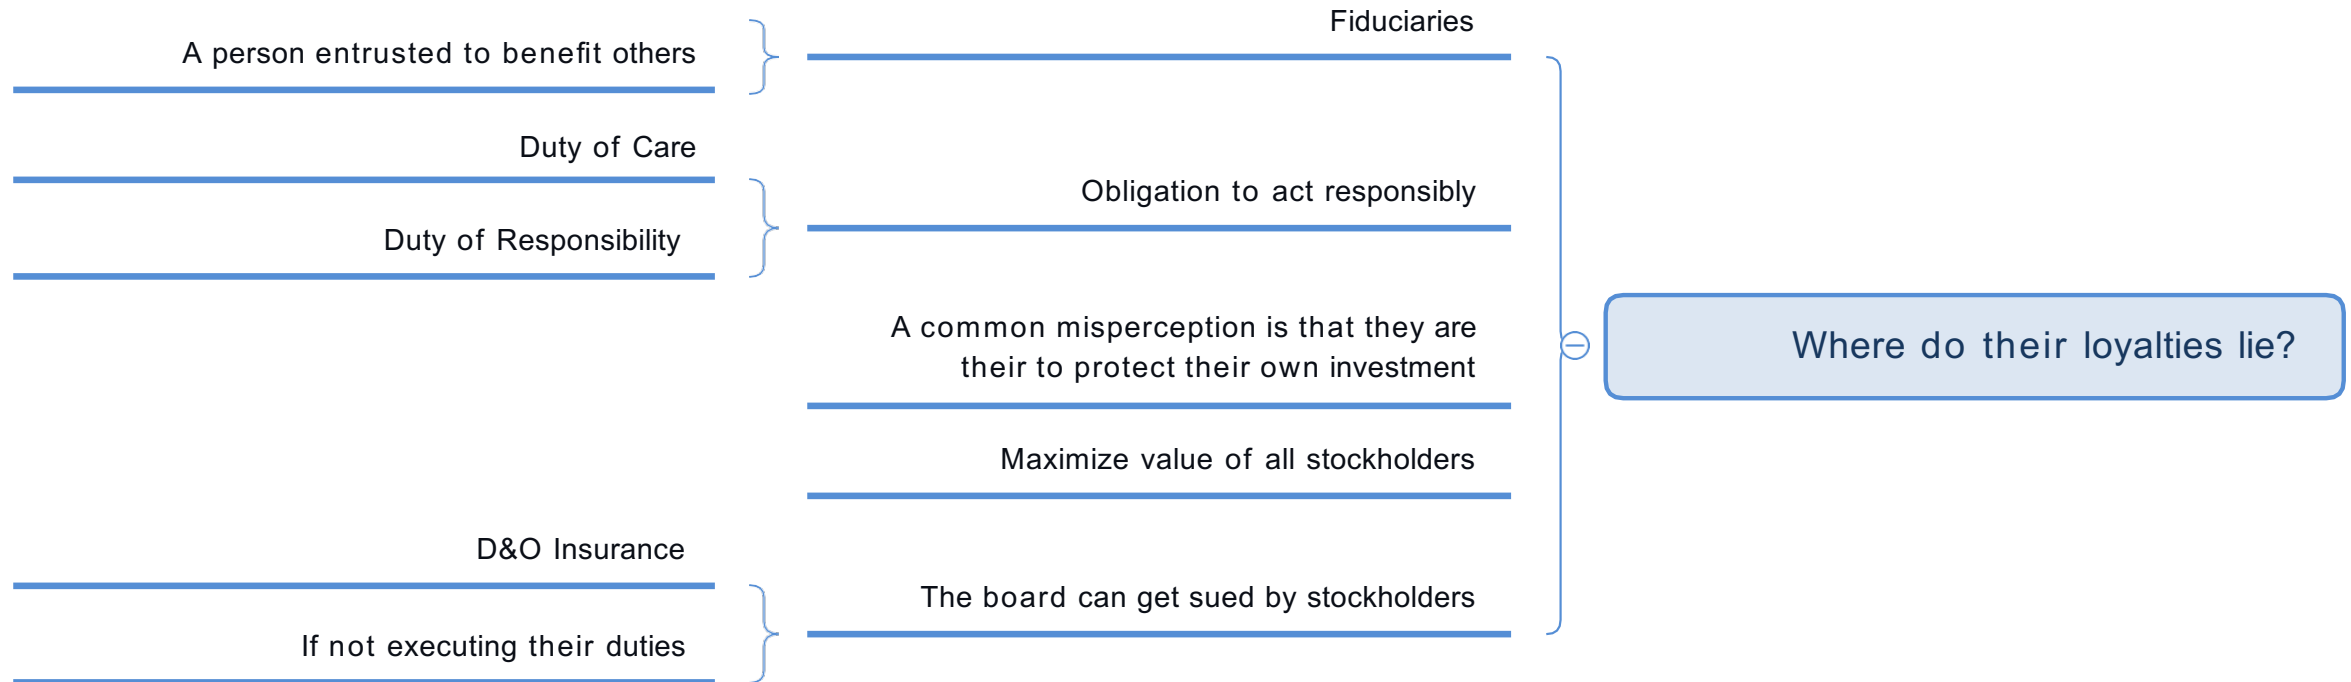 Fiduciaries
A person entrusted to benefit others
Duty of Care
Obligation to act responsibly
Duty of Responsibility
A common misperception is that they are
their to protect their own investment
Where do their loyalties lie?
Maximize value of all stockholders
D&O Insurance
The board can get sued by stockholders
If not executing their duties